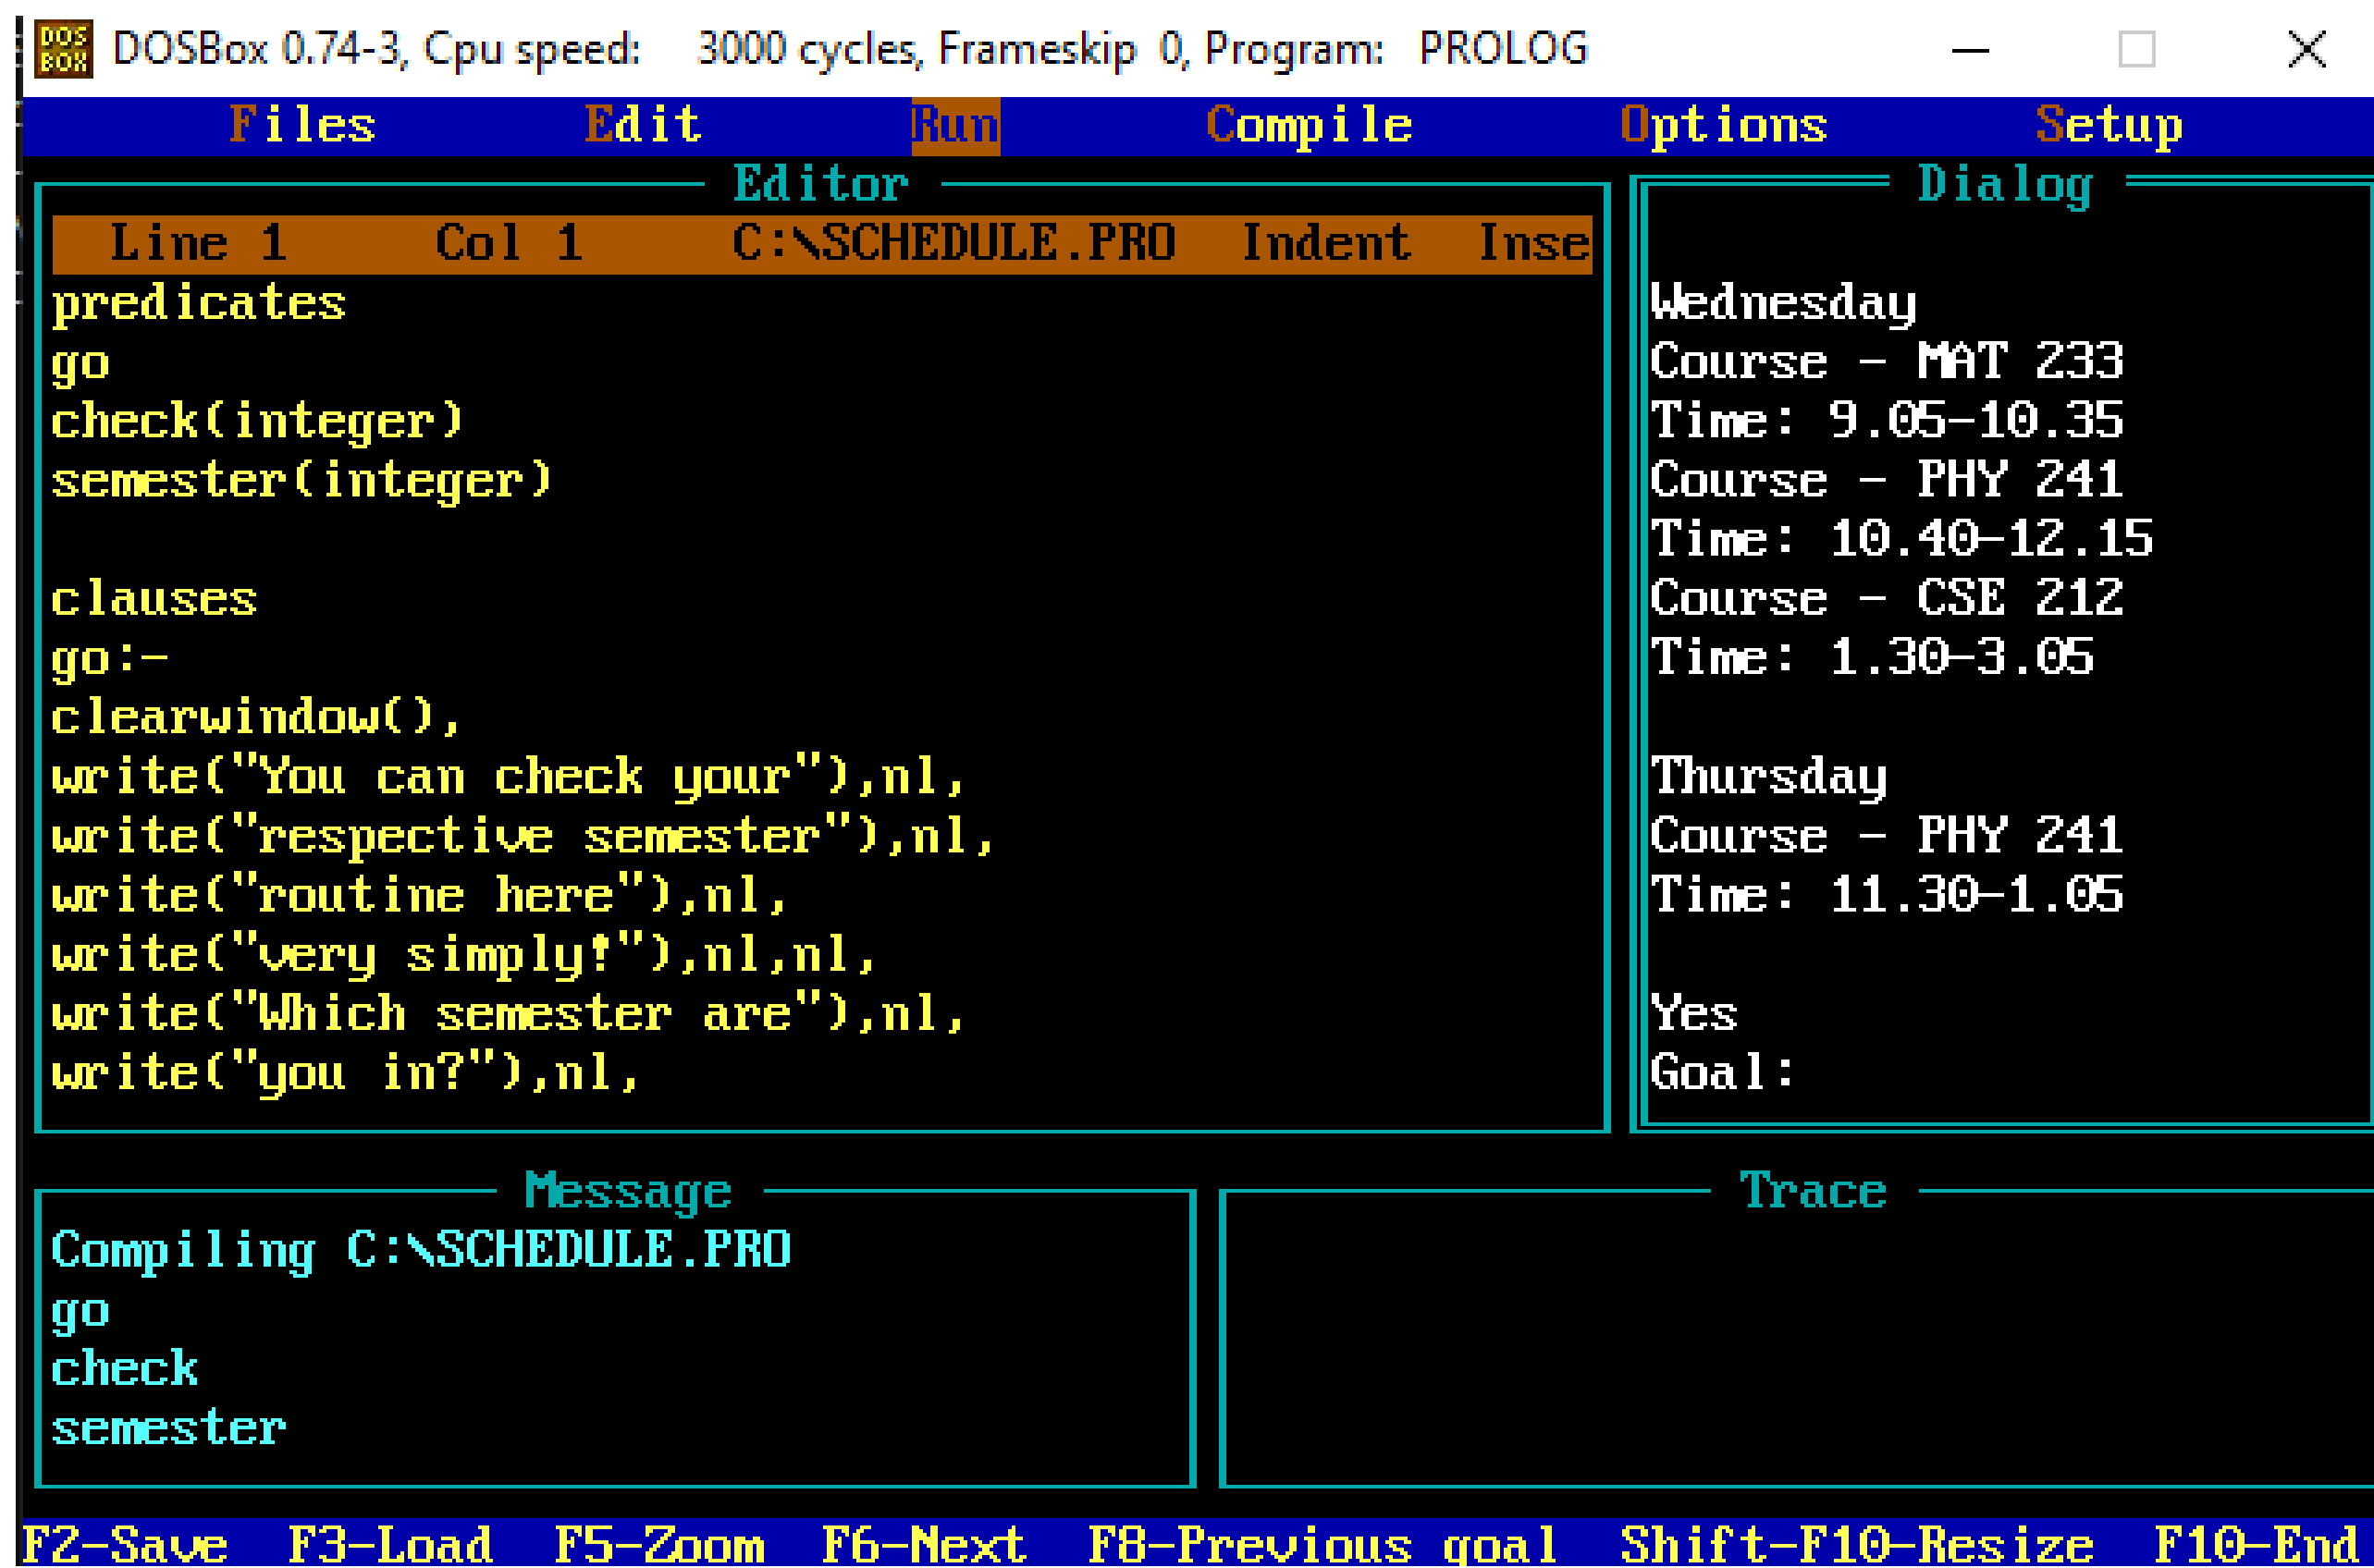 DOSBox 0.74-3, Cpu speed: 3000 cycles, Frameskip 0, Program: PROLOG
Files Edit Run Compile Options Setup
Editor
Line 1 Col 1 C:\SCHEDULE.PRO Indent Inse
predicates
go
check(integer)
semester(integer)
clauses
go:-
clearwindow(),
write("You can check your"),nl,
write("respective semester"),nl,
write("routine here"),nl,
write("very simply!"),nl,nl,
write("Which semester are"),nl,
write("you in?"),nl,
Dialog
Wednesday
Course - MAT 233
Time: 9.05-10.35
Course - PHY 241
Time: 10.40-12.15
Course - CSE 212
Time: 1.30-3.05
Thursday
Course - PHY 241
Time: 11.30-1.05
Yes
Goal:
Message
Compiling C:\SCHEDULE.PRO
go
check
semester
Trace
F2-Save F3-Load F5-Zoom F6-Next F8-Previous goal Shift-F10-Resize F10-End